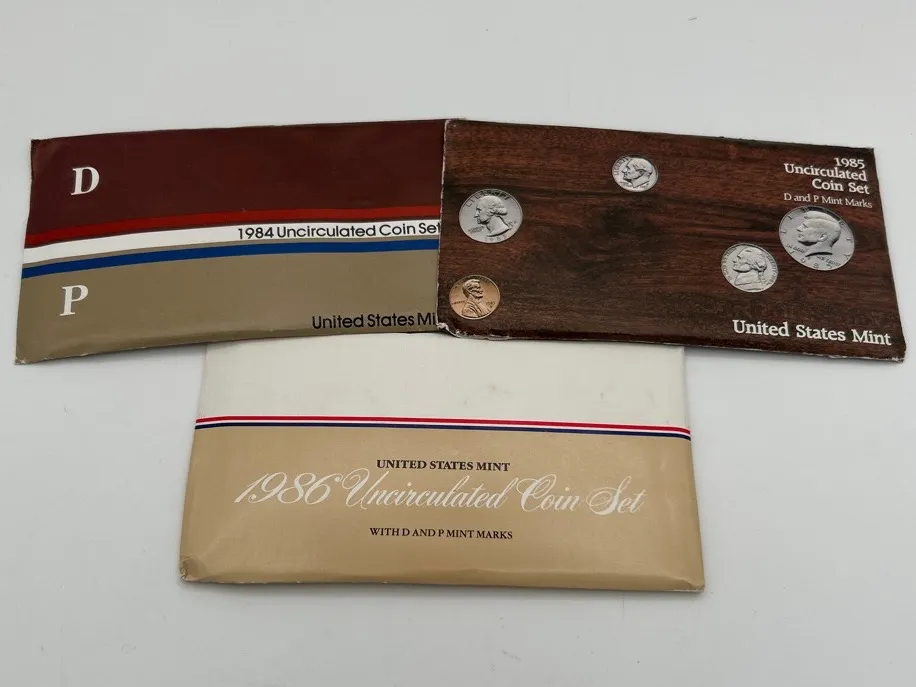 D
1984 Uncirculated Coin Set
P
United States Mi
1985
Uncirculated
Coin Set
D and P Mint Marks
United States Mint
UNITED STATES MINT
1986 Uncirculated Coin Set
WITH D AND P MINT MARKS